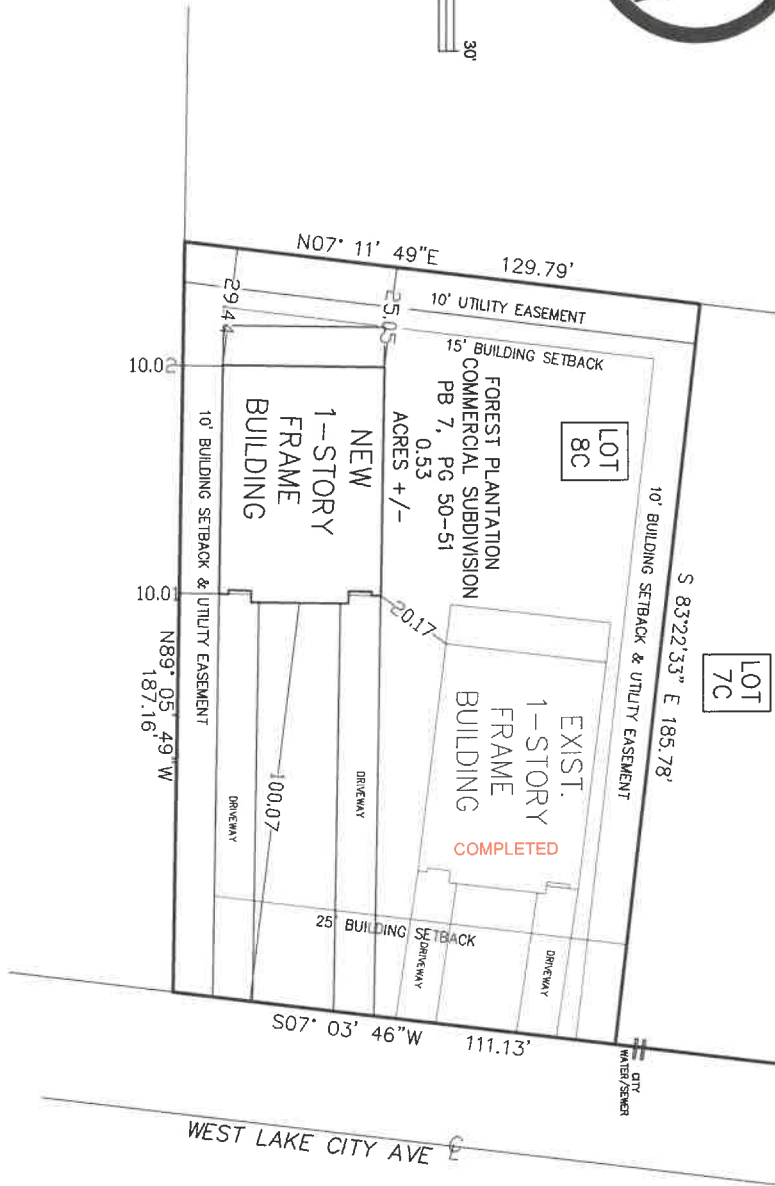 30'
N07° 11' 49"E 129.79'
10' UTILITY EASEMENT
15' BUILDING SETBACK
29.44
25.05
10.02
10.01
LOT
8C
FOREST PLANTATION
COMMERCIAL SUBDIVISION
PB 7, PG 50-51
0.53
ACRES +/-
NEW
1-STORY
FRAME
BUILDING
10' BUILDING SETBACK & UTILITY EASEMENT
S 83°22'33" E 185.78'
LOT
7C
10' BUILDING SETBACK & UTILITY EASEMENT
20.17
EXIST.
1-STORY
FRAME
BUILDING
COMPLETED
N89° 05' 49" W
187.16'
DRIVEWAY
100.07
DRIVEWAY
25' BUILDING SETBACK
DRIVEWAY
DRIVEWAY
S07° 03' 46"W 111.13'
CITY
WATER/SEWER
WEST LAKE CITY AVE ℄